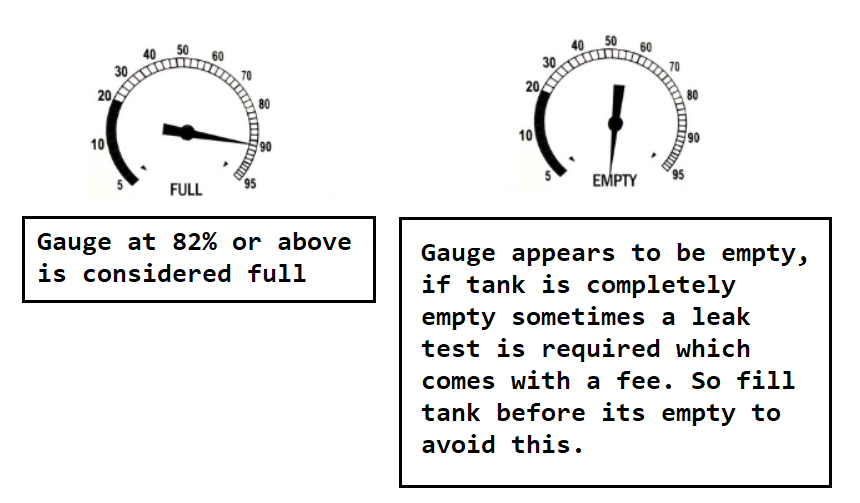 5
10
20
30
40
50
60
70
80
90
95
FULL
5
10
20
30
40
50
60
70
80
90
95
EMPTY
Gauge at 82% or above
is considered full
Gauge appears to be empty,
if tank is completely
empty sometimes a leak
test is required which
comes with a fee. So fill
tank before its empty to
avoid this.